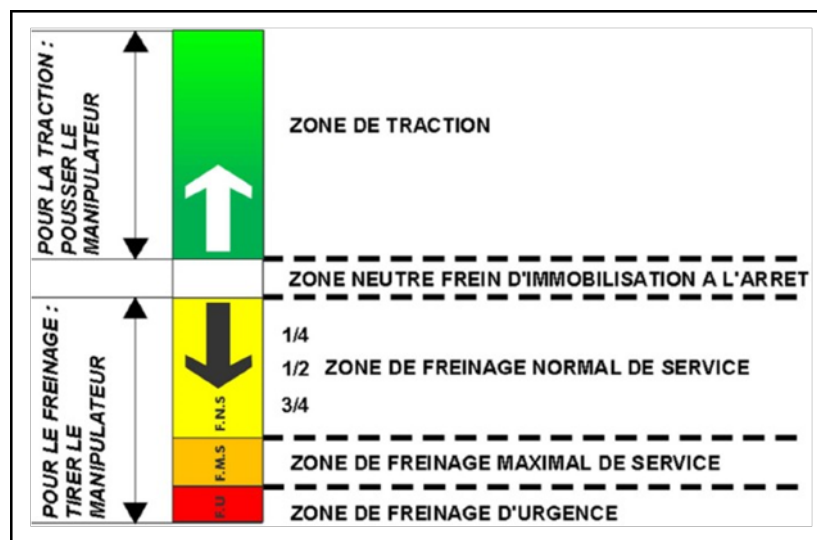 POUR LA TRACTION :
POUSSER LE
MANIPULATEUR
ZONE DE TRACTION
ZONE NEUTRE FREIN D'IMMOBILISATION A L'ARRET
POUR LE FREINAGE :
TIRER LE
MANIPULATEUR
1/4
1/2 ZONE DE FREINAGE NORMAL DE SERVICE
3/4
F.N.S
F.M.S
ZONE DE FREINAGE MAXIMAL DE SERVICE
F.U
ZONE DE FREINAGE D'URGENCE